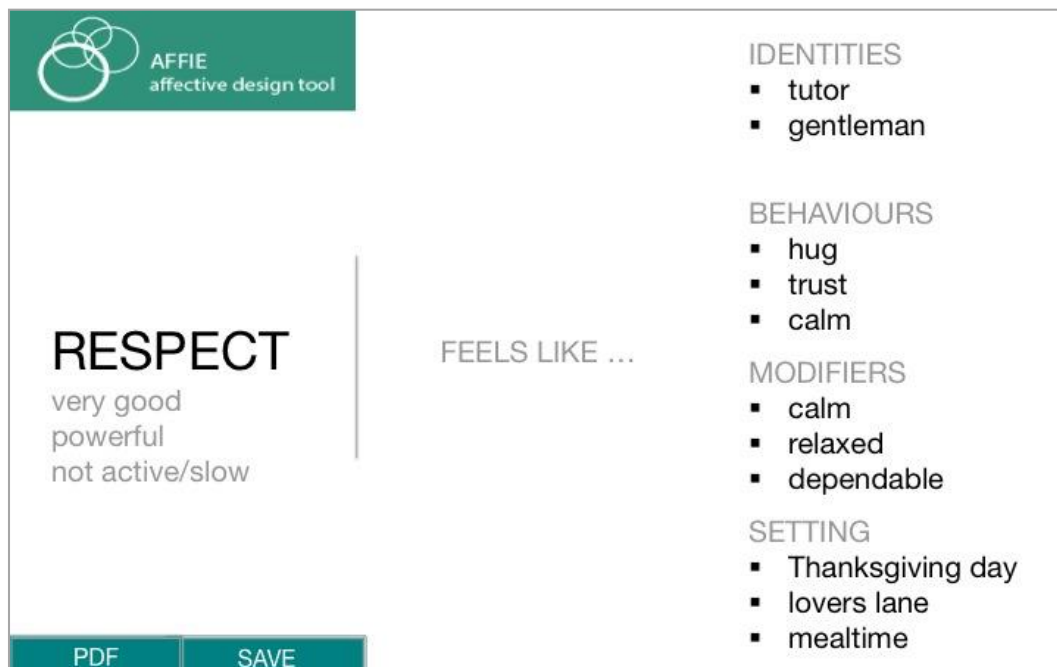 AFFIE
affective design tool
RESPECT
very good
powerful
not active/slow
FEELS LIKE ...
IDENTITIES
▪ tutor
▪ gentleman
BEHAVIOURS
▪ hug
▪ trust
▪ calm
MODIFIERS
▪ calm
▪ relaxed
▪ dependable
SETTING
▪ Thanksgiving day
▪ lovers lane
▪ mealtime
PDF
SAVE